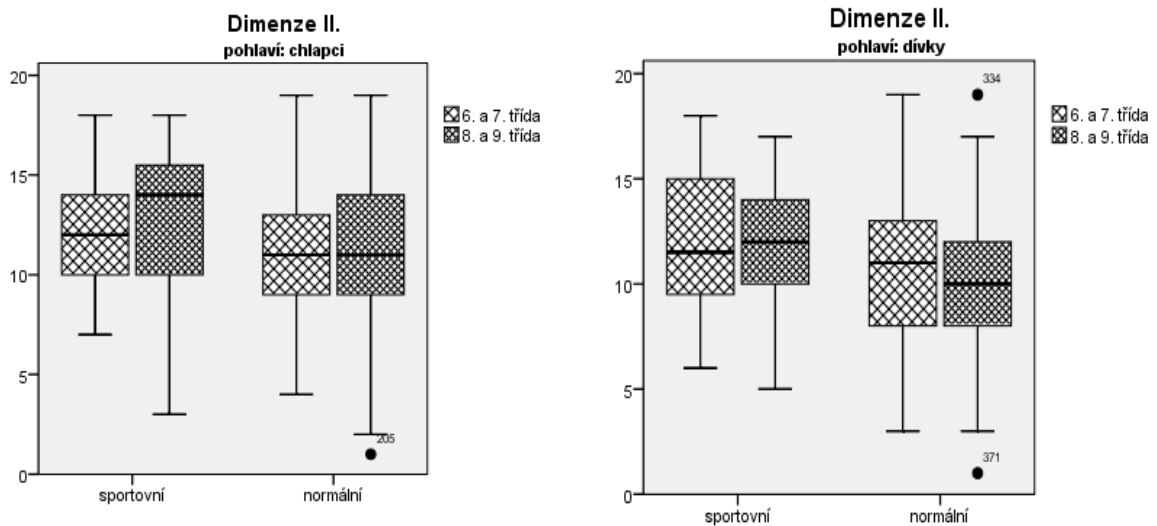 Dimenze II.
pohlaví: chlapci
20
15
10
5
0
205
sportovní
normální
6. a 7. třída
8. a 9. třída
Dimenze II.
pohlaví: dívky
20
15
10
5
0
334
371
sportovní
normální
6. a 7. třída
8. a 9. třída